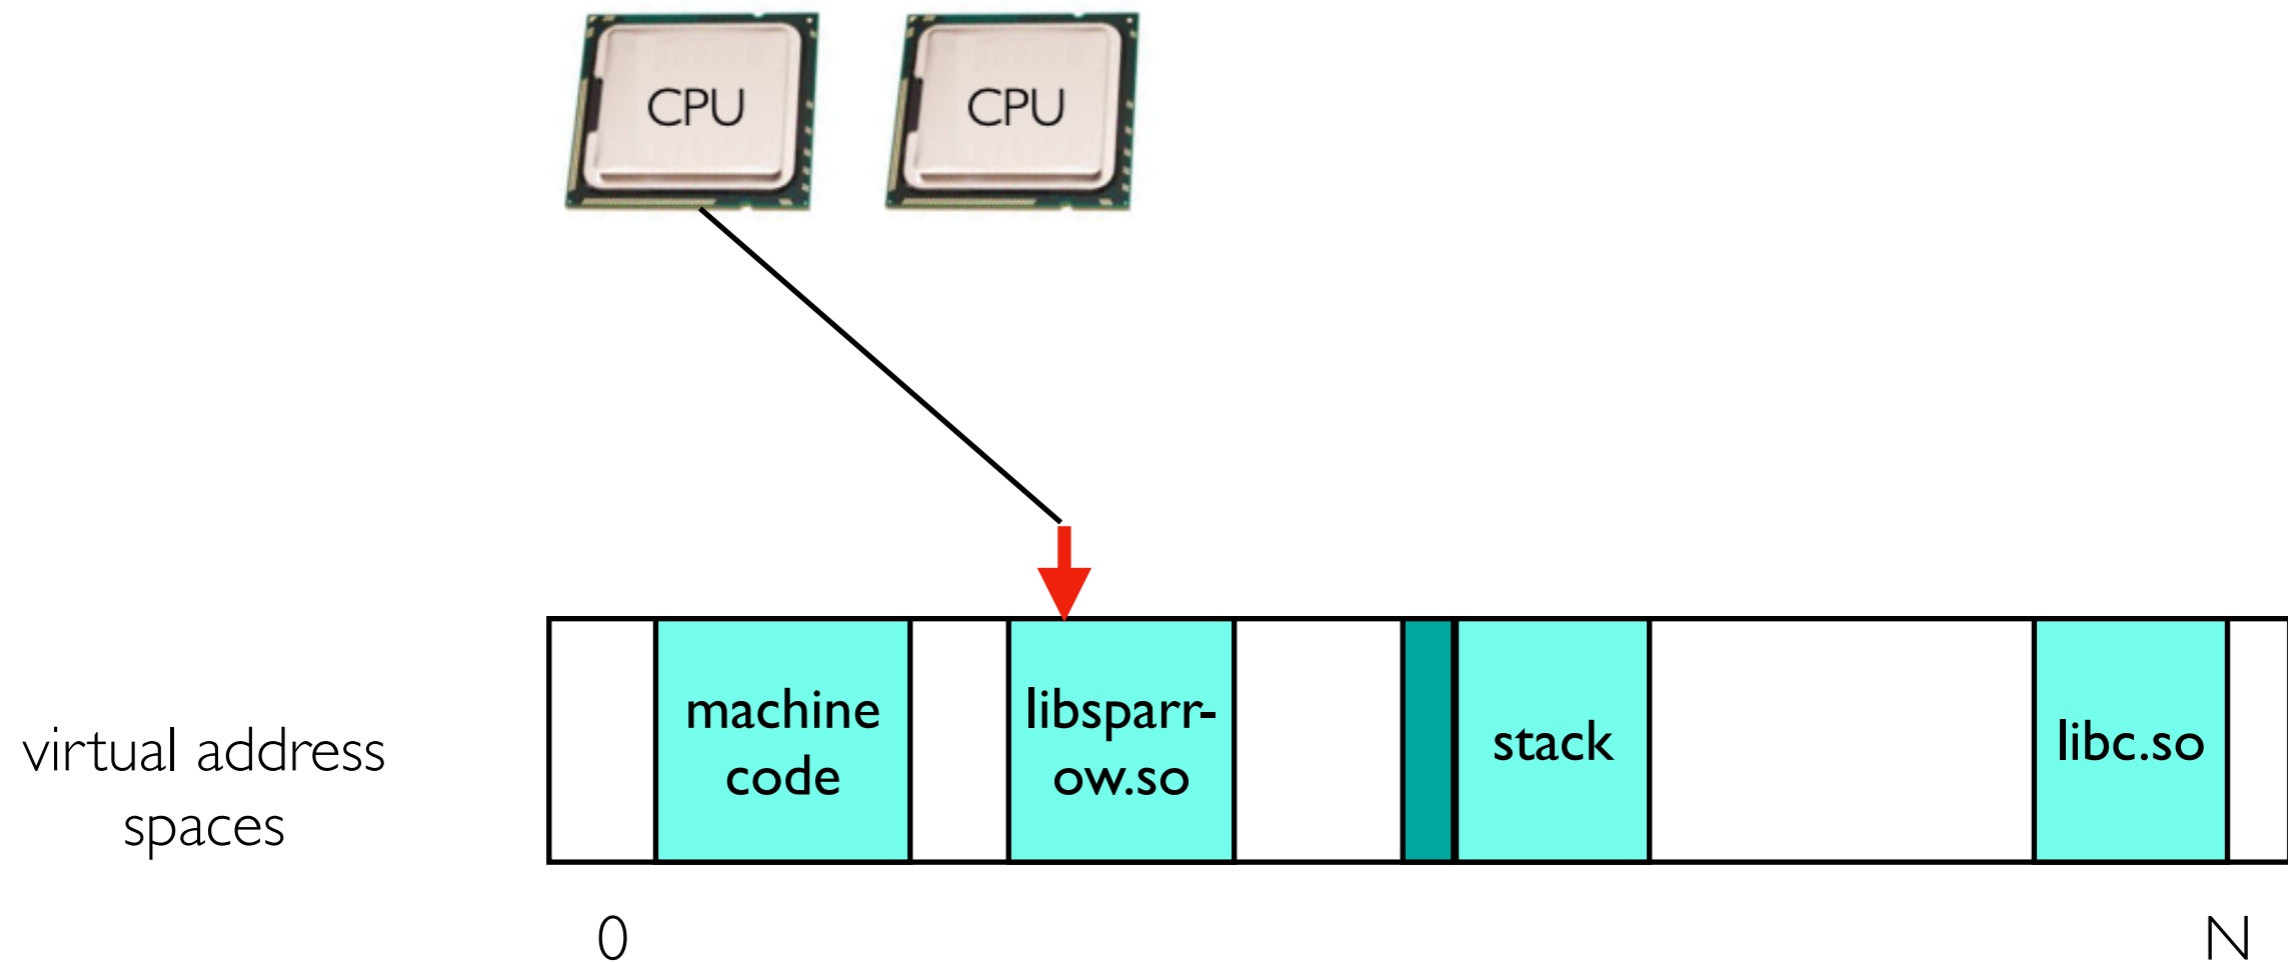 CPU
CPU
machine
code
libsparr-
ow.so
stack
libc.so
virtual address
spaces
0
N